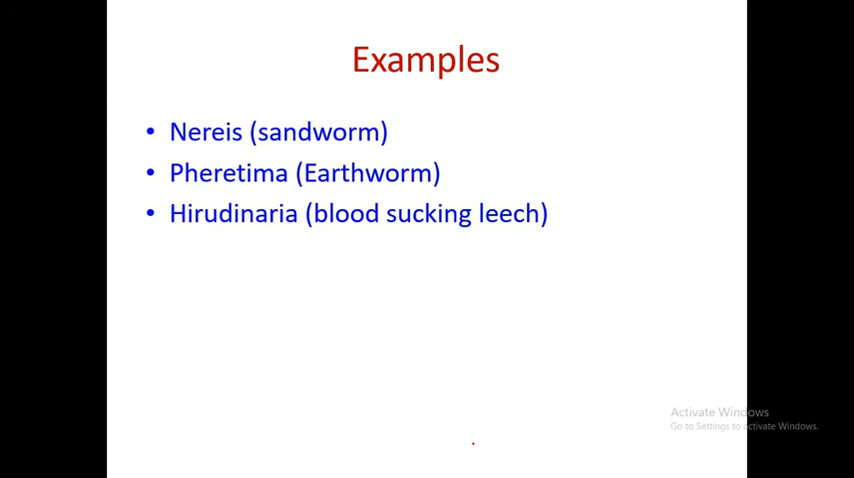 Examples
• Nereis (sandworm)
• Pheretima (Earthworm)
• Hirudinaria (blood sucking leech)
Activate Windows
Go to Settings to activate Windows.